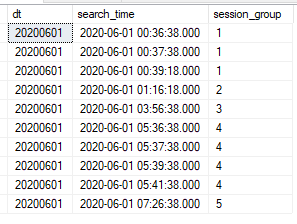 dt search_time session_group
20200601 2020-06-01 00:36:38.000 1
20200601 2020-06-01 00:37:38.000 1
20200601 2020-06-01 00:39:18.000 1
20200601 2020-06-01 01:16:18.000 2
20200601 2020-06-01 03:56:38.000 3
20200601 2020-06-01 05:36:38.000 4
20200601 2020-06-01 05:37:38.000 4
20200601 2020-06-01 05:39:38.000 4
20200601 2020-06-01 05:41:38.000 4
20200601 2020-06-01 07:26:38.000 5